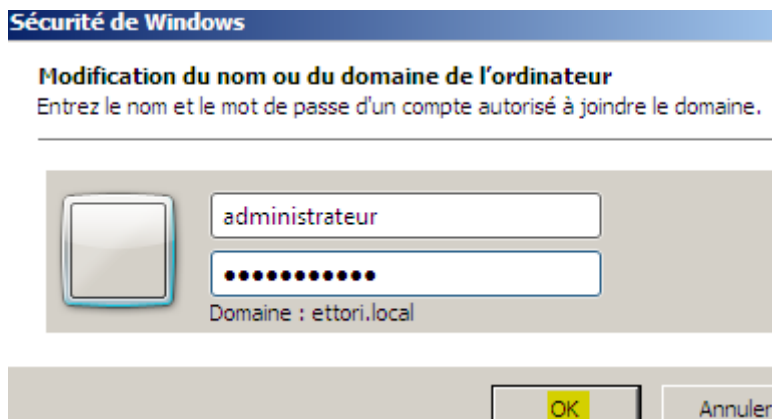 Sécurité de Windows
Modification du nom ou du domaine de l'ordinateur
Entrez le nom et le mot de passe d'un compte autorisé à joindre le domaine.
administrateur
●●●●●●●●●●●
Domaine : ettori.local
OK Annuler